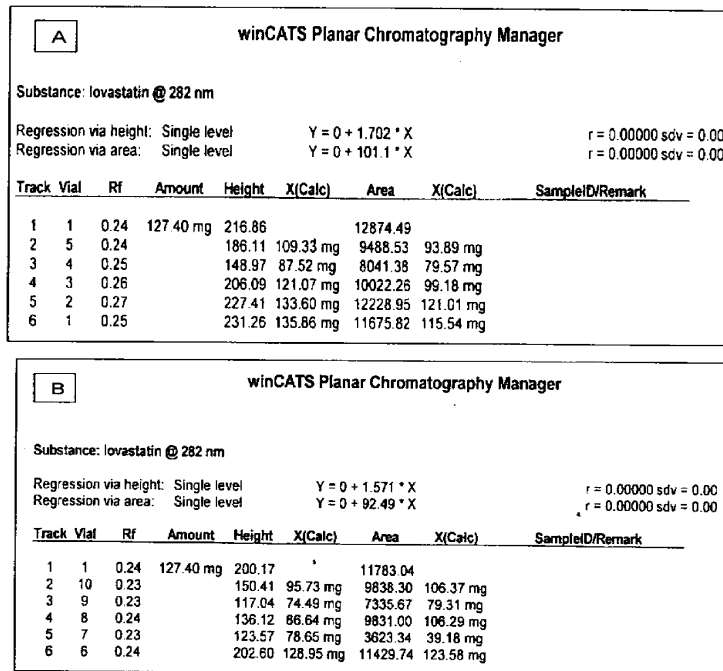 A
winCATS Planar Chromatography Manager
Substance: lovastatin @ 282 nm
Regression via height: Single level Y = 0 + 1.702 * X r = 0.00000 sdv = 0.00
Regression via area: Single level Y = 0 + 101.1 * X r = 0.00000 sdv = 0.00
Track Vial Rf Amount Height X(Calc) Area X(Calc) SampleID/Remark
1 1 0.24 127.40 mg 216.86 12874.49
2 5 0.24 186.11 109.33 mg 9488.53 93.89 mg
3 4 0.25 148.97 87.52 mg 8041.38 79.57 mg
4 3 0.26 206.09 121.07 mg 10022.26 99.18 mg
5 2 0.27 227.41 133.60 mg 12228.95 121.01 mg
6 1 0.25 231.26 135.86 mg 11675.82 115.54 mg
B
winCATS Planar Chromatography Manager
Substance: lovastatin @ 282 nm
Regression via height: Single level Y = 0 + 1.571 * X r = 0.00000 sdv = 0.00
Regression via area: Single level Y = 0 + 92.49 * X r = 0.00000 sdv = 0.00
Track Vial Rf Amount Height X(Calc) Area X(Calc) SampleID/Remark
1 1 0.24 127.40 mg 200.17 11783.04
2 10 0.23 150.41 95.73 mg 9838.30 106.37 mg
3 9 0.23 117.04 74.49 mg 7335.67 79.31 mg
4 8 0.24 136.12 86.64 mg 9831.00 106.29 mg
5 7 0.23 123.57 78.65 mg 3623.34 39.18 mg
6 6 0.24 202.60 128.95 mg 11429.74 123.58 mg